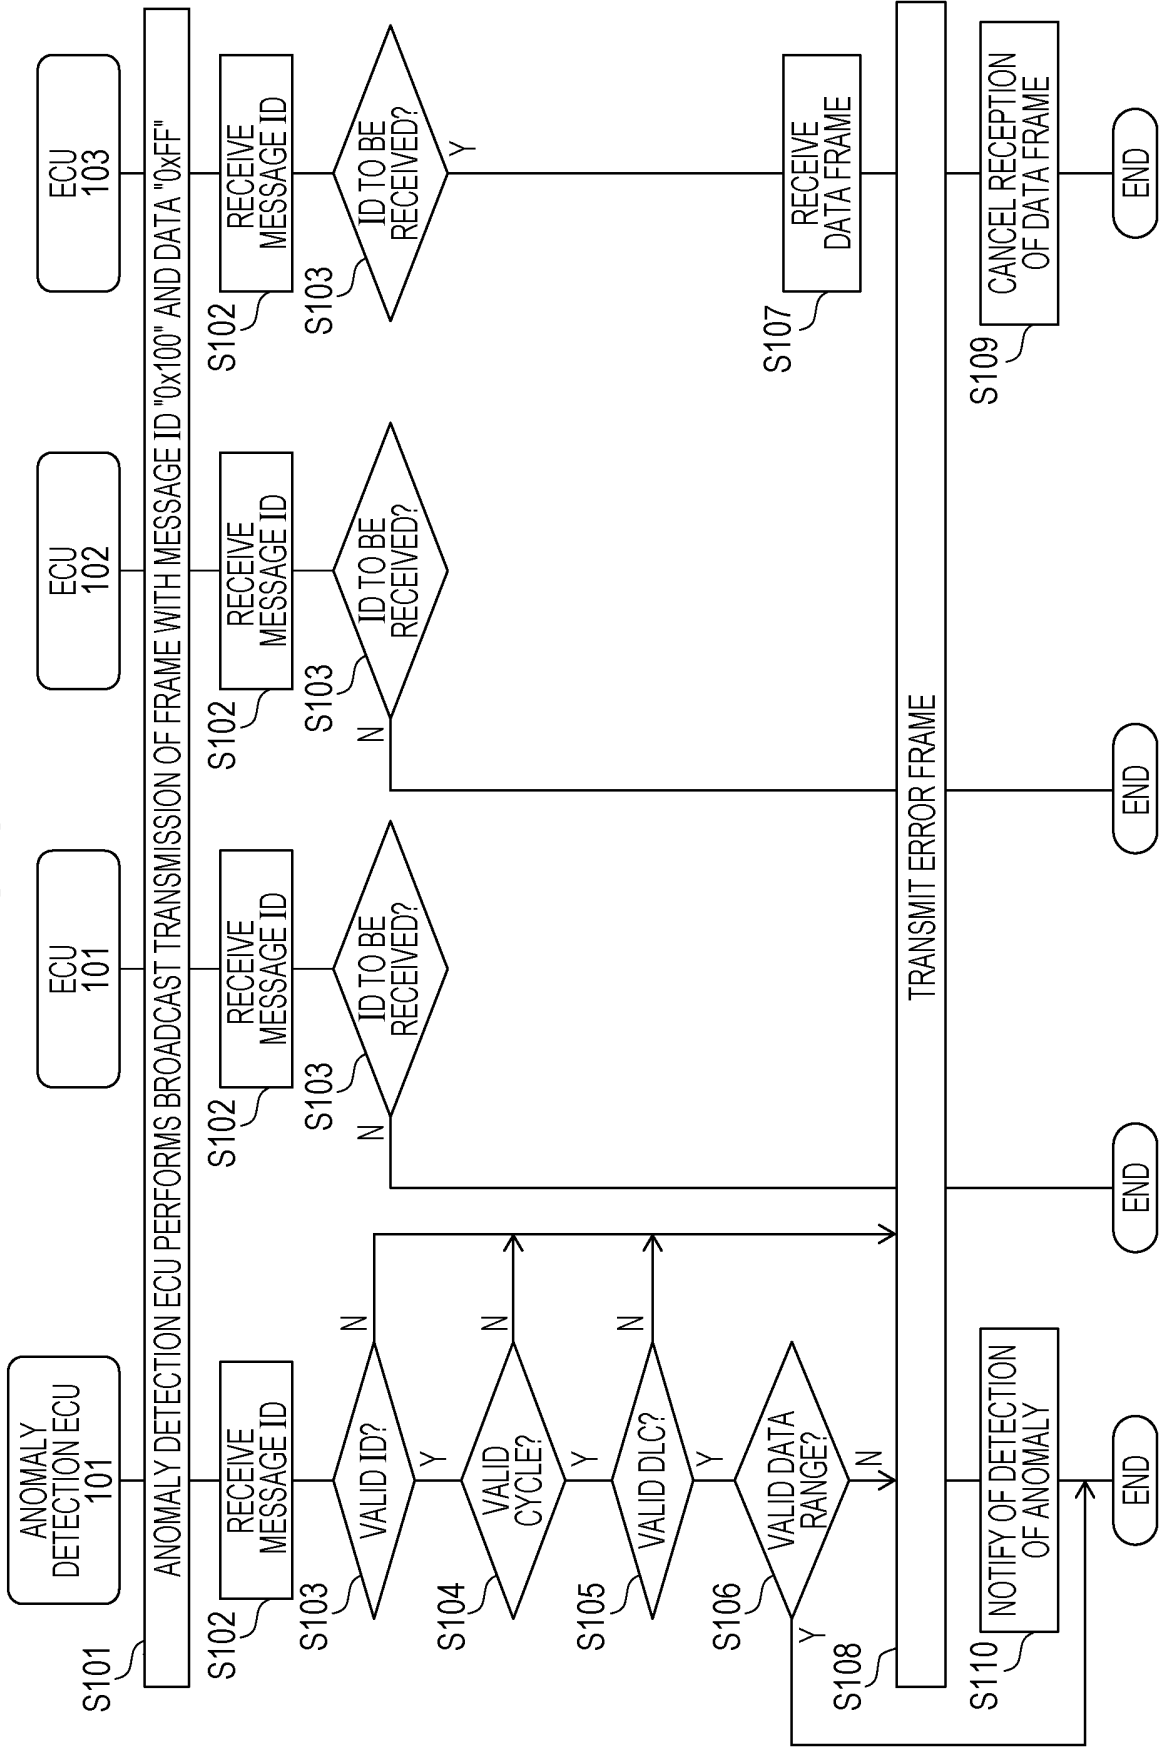 ANOMALY
DETECTION ECU
101
ECU
101
ECU
102
ECU
103
S101
ANOMALY DETECTION ECU PERFORMS BROADCAST TRANSMISSION OF FRAME WITH MESSAGE ID "0x100" AND DATA "0xFF"
S102
RECEIVE
MESSAGE ID
S102
RECEIVE
MESSAGE ID
S102
RECEIVE
MESSAGE ID
S102
RECEIVE
MESSAGE ID
S103
VALID ID?
N
Y
S103
ID TO BE
RECEIVED?
N
S103
ID TO BE
RECEIVED?
N
S103
ID TO BE
RECEIVED?
Y
S104
VALID
CYCLE?
N
Y
S105
VALID DLC?
N
Y
S106
VALID DATA
RANGE?
Y
N
S107
RECEIVE
DATA FRAME
S108
TRANSMIT ERROR FRAME
S110
NOTIFY OF DETECTION
OF ANOMALY
S109
CANCEL RECEPTION
OF DATA FRAME
END
END
END
END